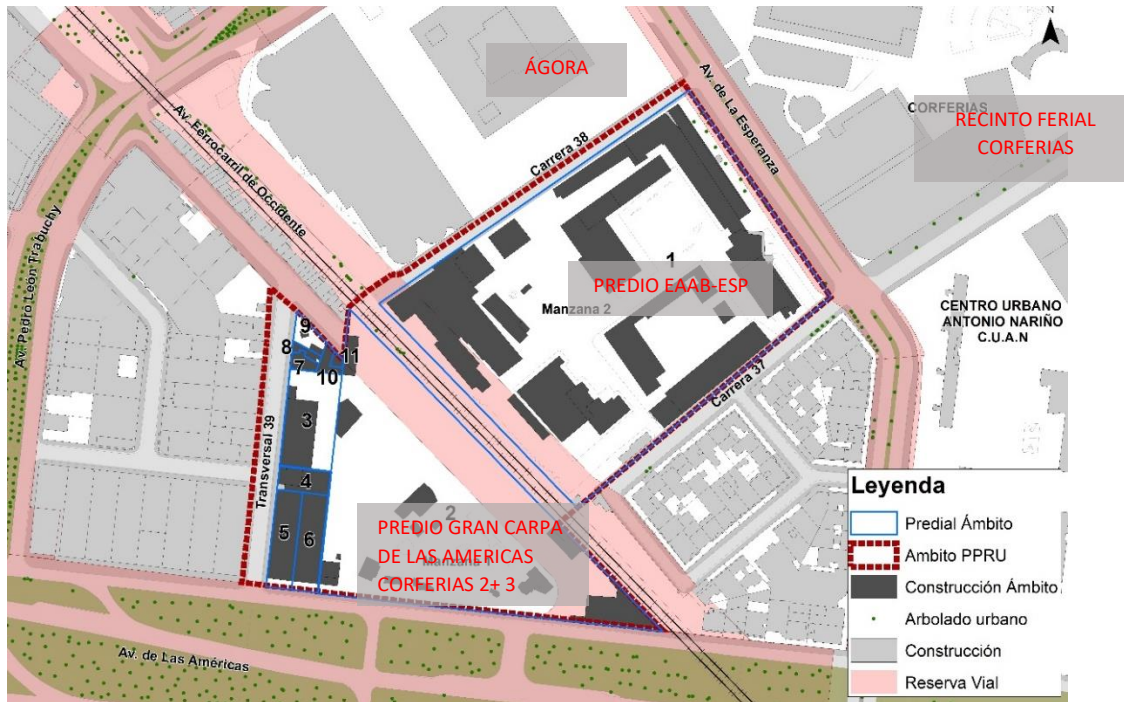 N
ÁGORA
CORFERIAS
RECINTO FERIAL
CORFERIAS
Av. de La Esperanza
Av. Ferrocarril de Occidente
Carrera 38
Av. Pedro León Trabuchy
1
PREDIO EAAB-ESP
Manzana 2
CENTRO URBANO
ANTONIO NARIÑO
C.U.A.N
9
8
7
10
11
Carrera 37
3
Transversal 39
4
5
6
2
PREDIO GRAN CARPA
DE LAS AMERICAS
CORFERIAS 2+ 3
Manzana 1
Av. de Las Américas
Leyenda
Predial Ámbito
Ambito PPRU
Construcción Ámbito
Arbolado urbano
Construcción
Reserva Vial